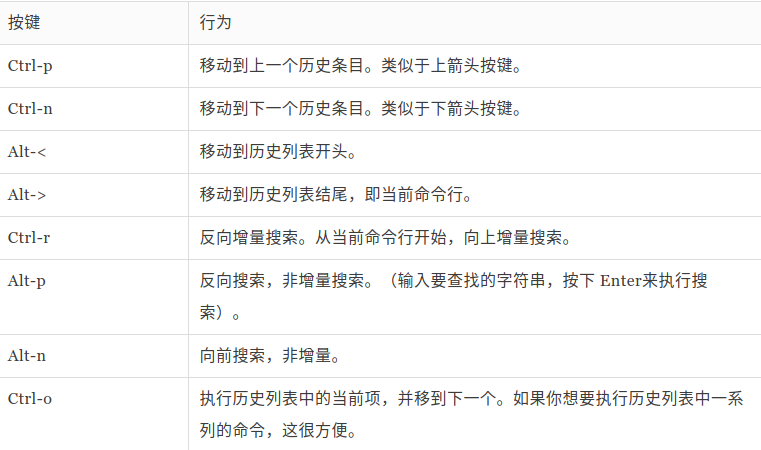 按键 行为
Ctrl-p 移动到上一个历史条目。类似于上箭头按键。
Ctrl-n 移动到下一个历史条目。类似于下箭头按键。
Alt-< 移动到历史列表开头。
Alt-> 移动到历史列表结尾，即当前命令行。
Ctrl-r 反向增量搜索。从当前命令行开始，向上增量搜索。
Alt-p 反向搜索，非增量搜索。（输入要查找的字符串，按下 Enter来执行搜
索）。
Alt-n 向前搜索，非增量。
Ctrl-o 执行历史列表中的当前项，并移到下一个。如果你想要执行历史列表中一系
列的命令，这很方便。